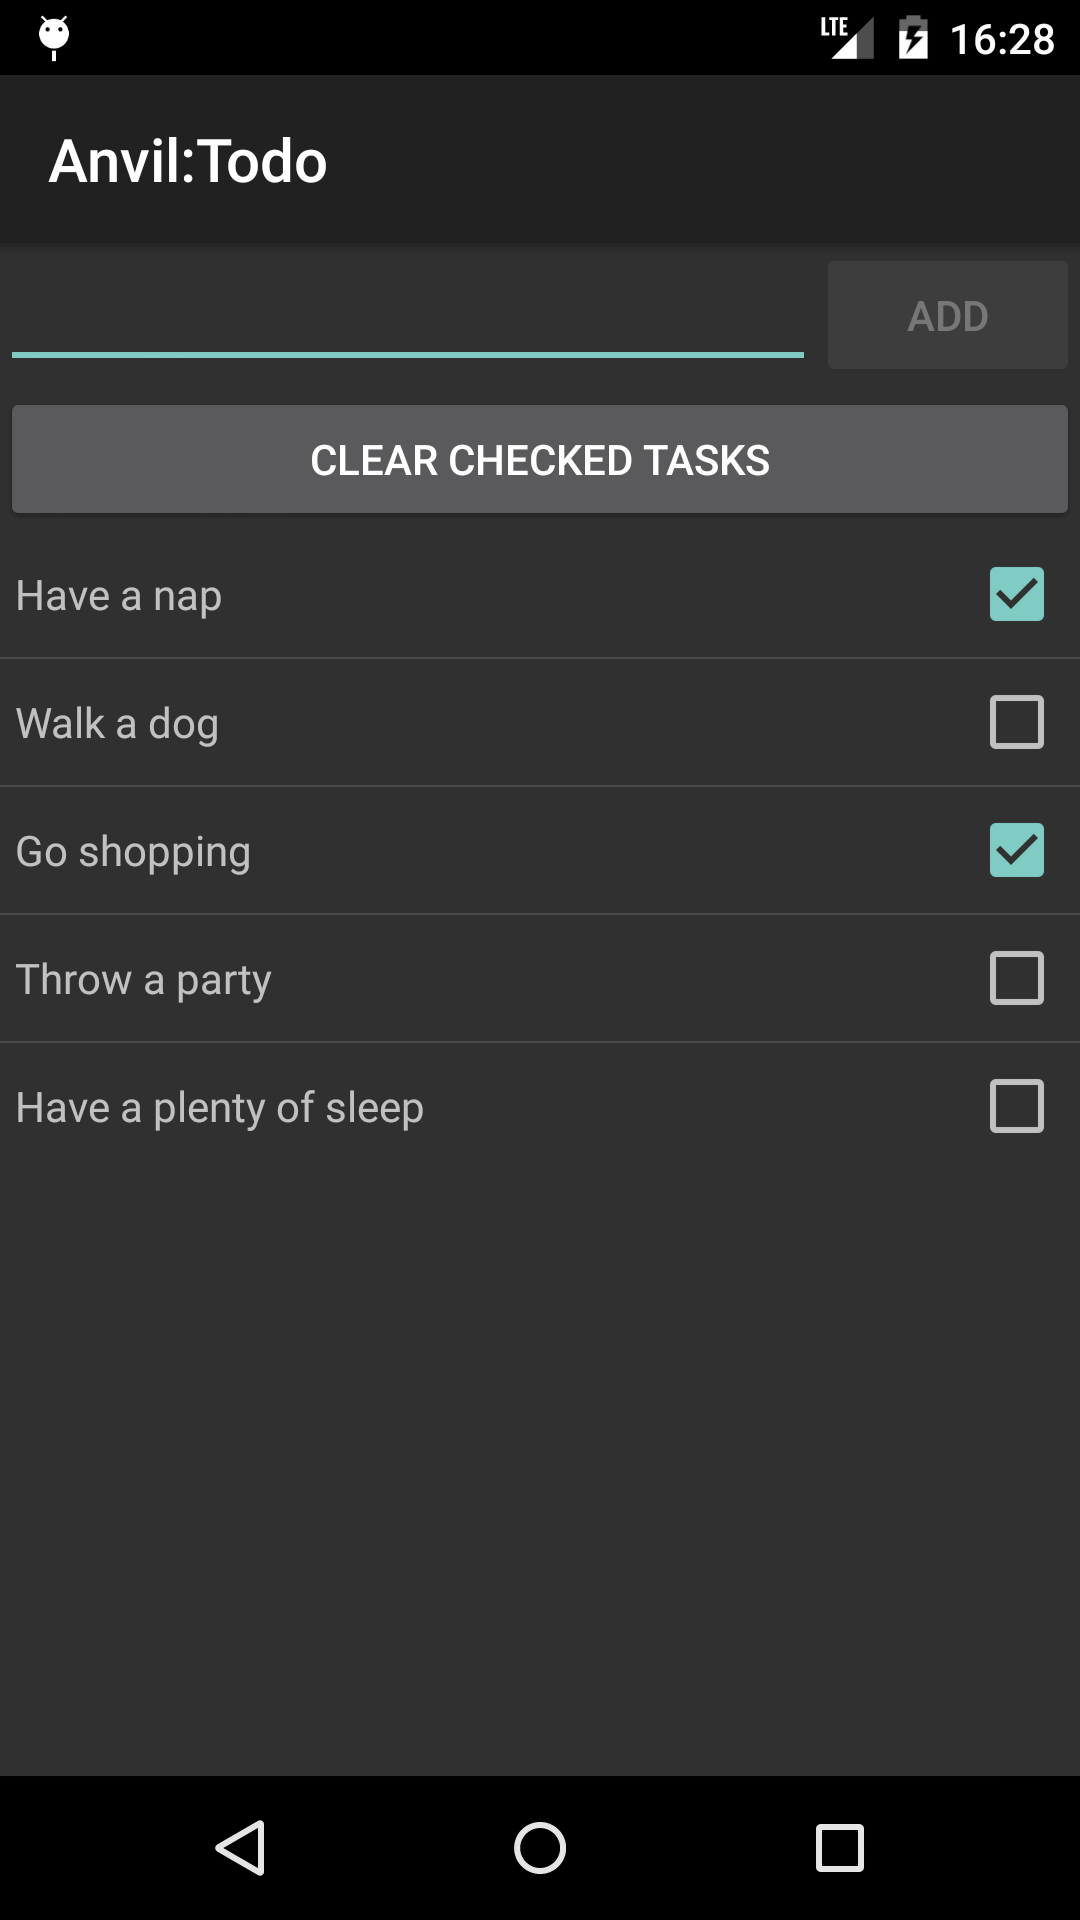 LTE 16:28
Anvil:Todo
ADD
CLEAR CHECKED TASKS
Have a nap
Walk a dog
Go shopping
Throw a party
Have a plenty of sleep